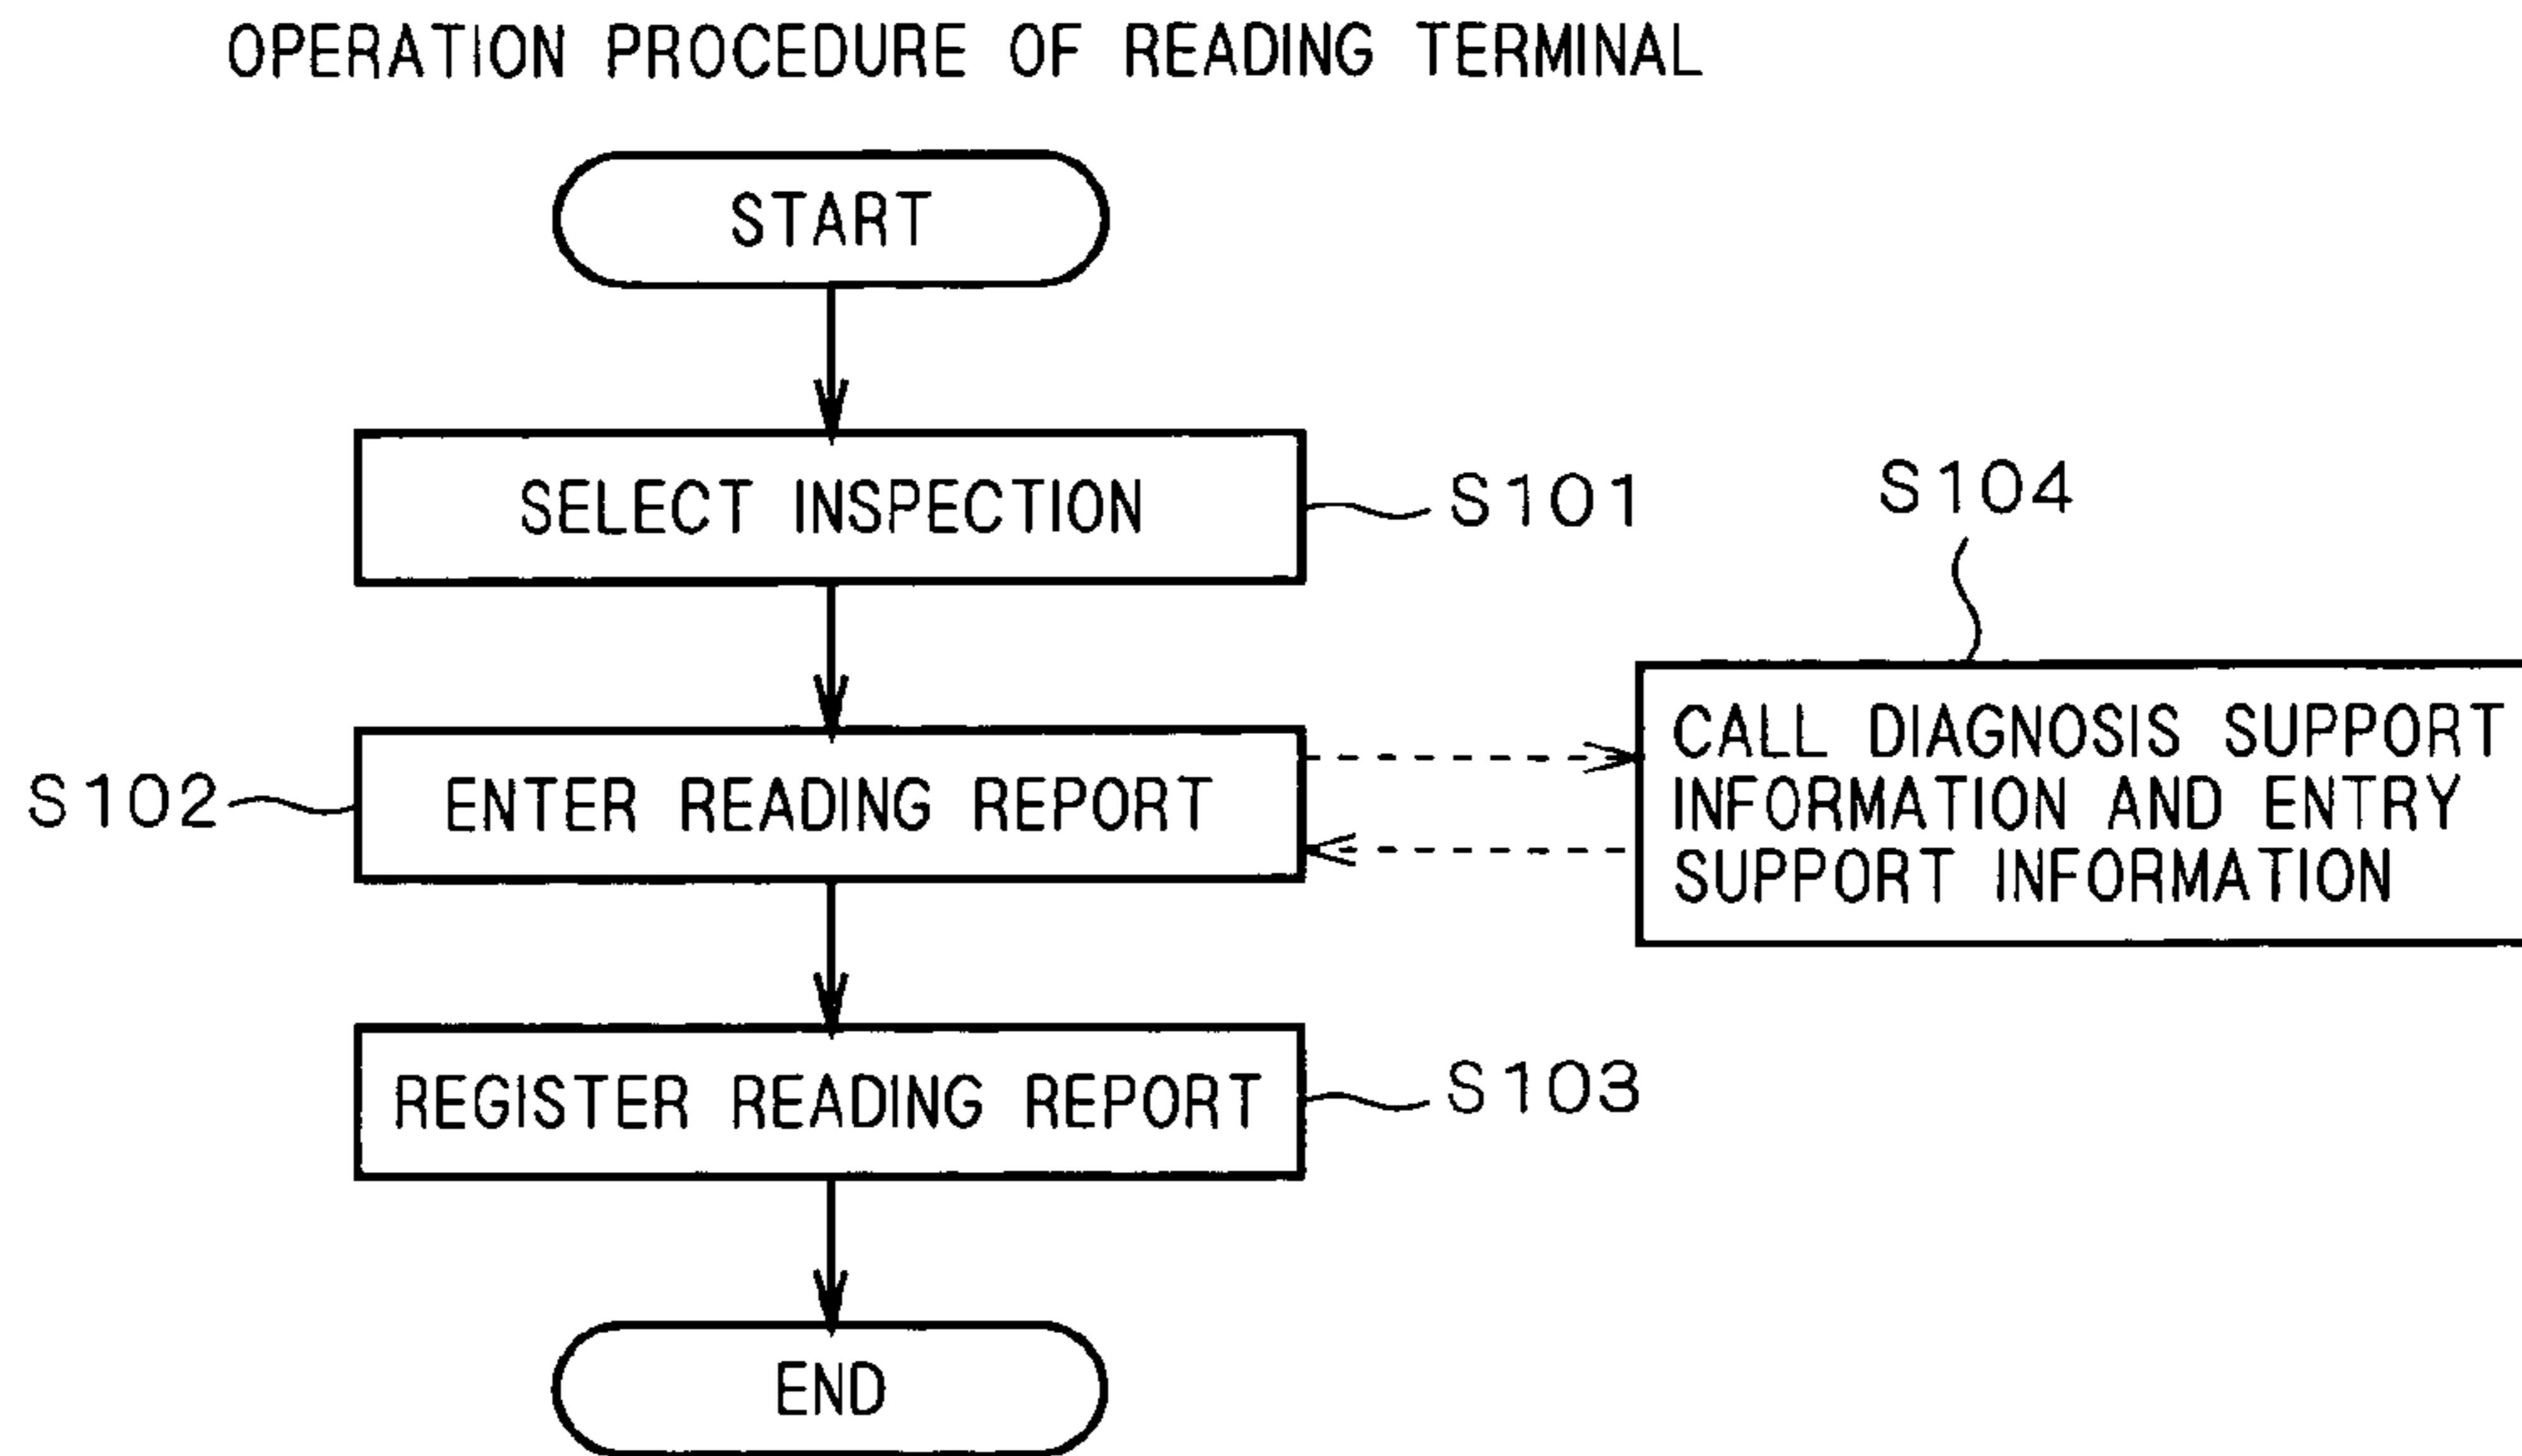 OPERATION PROCEDURE OF READING TERMINAL
START
SELECT INSPECTION
S101
S104
S102
ENTER READING REPORT
CALL DIAGNOSIS SUPPORT
INFORMATION AND ENTRY
SUPPORT INFORMATION
REGISTER READING REPORT
S103
END